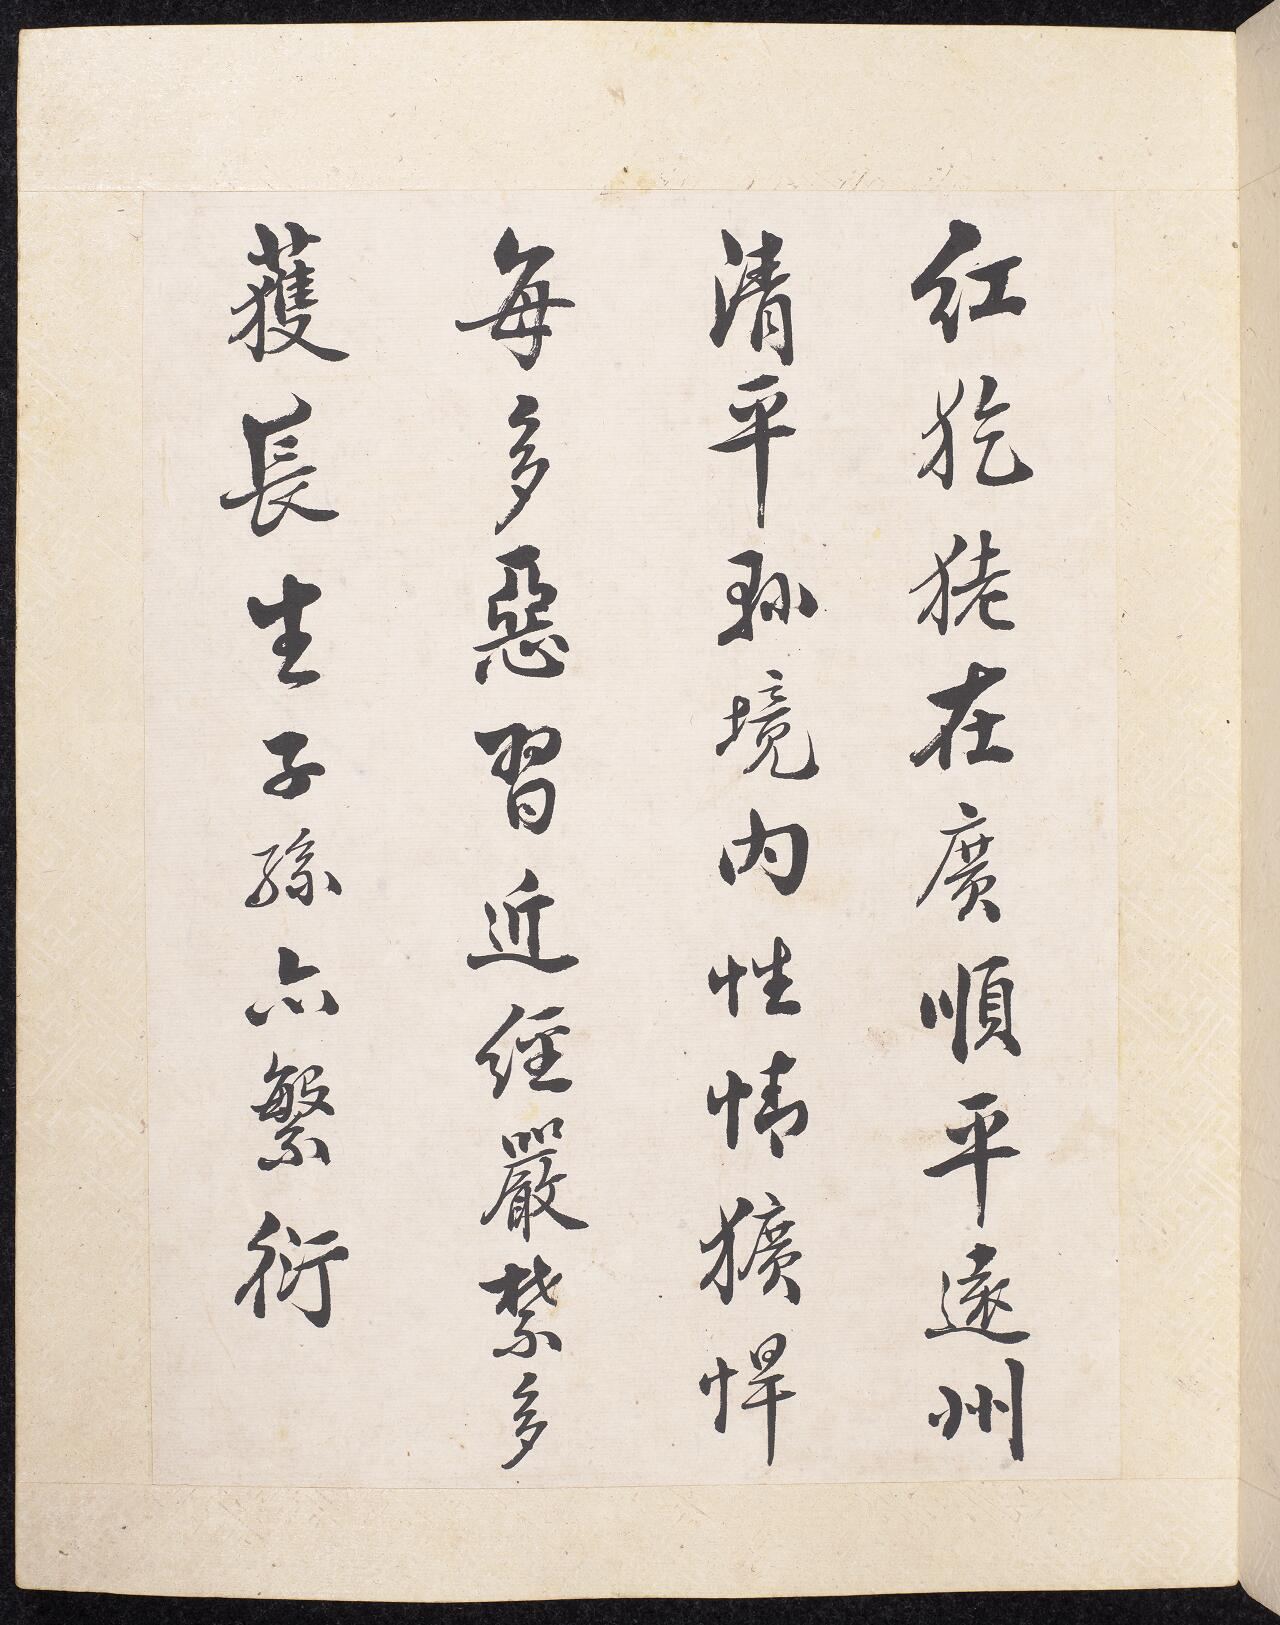 紅犵狫在廣順平遠州
清平縣境内性情獷悍
每多惡習近經嚴禁多
獲長生子孫亦繁衍